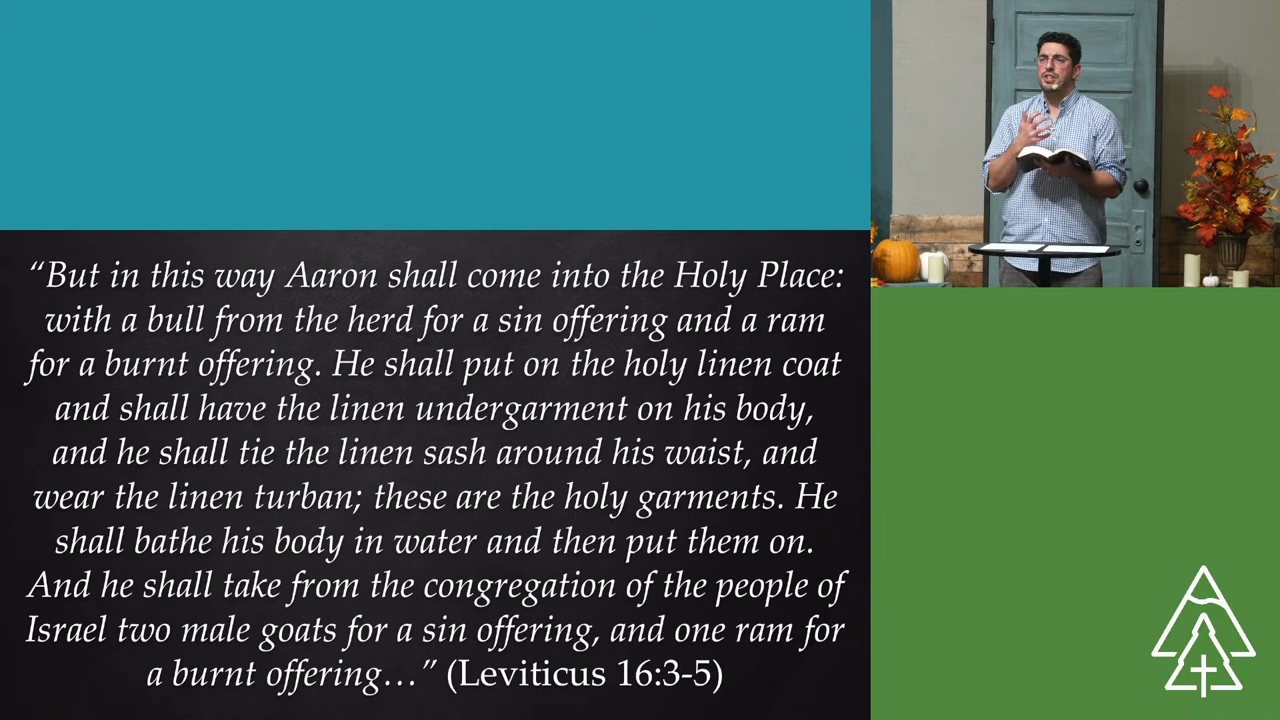 “But in this way Aaron shall come into the Holy Place:
with a bull from the herd for a sin offering and a ram
for a burnt offering. He shall put on the holy linen coat
and shall have the linen undergarment on his body,
and he shall tie the linen sash around his waist, and
wear the linen turban; these are the holy garments. He
shall bathe his body in water and then put them on.
And he shall take from the congregation of the people of
Israel two male goats for a sin offering, and one ram for
a burnt offering…” (Leviticus 16:3-5)